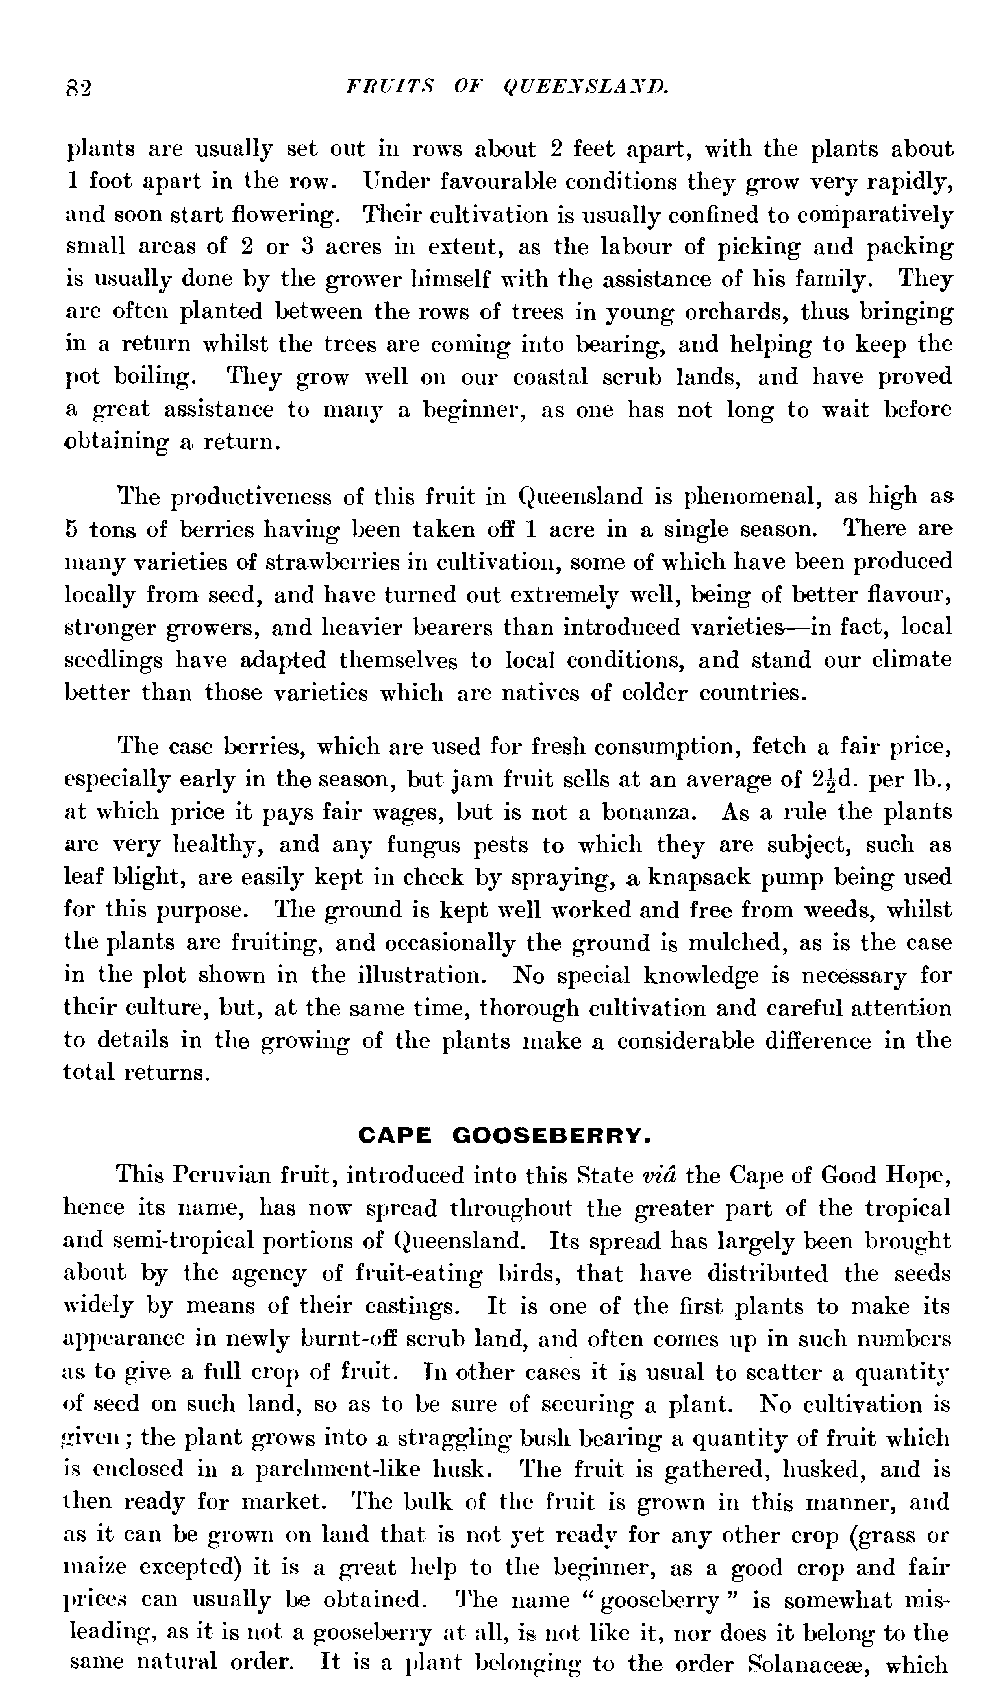 82 FRUITS OF QUEENSLAND.
plants are usually set out in rows about 2 feet apart, with the plants about
1 foot apart in the row. Under favourable conditions they grow very rapidly,
and soon start flowering. Their cultivation is usually confined to comparatively
small areas of 2 or 3 acres in extent, as the labour of picking and packing
is usually done by the grower himself with the assistance of his family. They
are often planted between the rows of trees in young orchards, thus bringing
in a return whilst the trees are coming into bearing, and helping to keep the
pot boiling. They grow well on our coastal scrub lands, and have proved
a great assistance to many a beginner, as one has not long to wait before
obtaining a return.
The productiveness of this fruit in Queensland is phenomenal, as high as
5 tons of berries having been taken off 1 acre in a single season. There are
many varieties of strawberries in cultivation, some of which have been produced
locally from seed, and have turned out extremely well, being of better flavour,
stronger growers, and heavier bearers than introduced varieties—in fact, local
seedlings have adapted themselves to local conditions, and stand our climate
better than those varieties which are natives of colder countries.
The case berries, which are used for fresh consumption, fetch a fair price,
especially early in the season, but jam fruit sells at an average of 2½d. per lb.,
at which price it pays fair wages, but is not a bonanza. As a rule the plants
are very healthy, and any fungus pests to which they are subject, such as
leaf blight, are easily kept in check by spraying, a knapsack pump being used
for this purpose. The ground is kept well worked and free from weeds, whilst
the plants are fruiting, and occasionally the ground is mulched, as is the case
in the plot shown in the illustration. No special knowledge is necessary for
their culture, but, at the same time, thorough cultivation and careful attention
to details in the growing of the plants make a considerable difference in the
total returns.
CAPE GOOSEBERRY.
This Peruvian fruit, introduced into this State viâ the Cape of Good Hope,
hence its name, has now spread throughout the greater part of the tropical
and semi-tropical portions of Queensland. Its spread has largely been brought
about by the agency of fruit-eating birds, that have distributed the seeds
widely by means of their castings. It is one of the first plants to make its
appearance in newly burnt-off scrub land, and often comes up in such numbers
as to give a full crop of fruit. In other cases it is usual to scatter a quantity
of seed on such land, so as to be sure of securing a plant. No cultivation is
given; the plant grows into a straggling bush bearing a quantity of fruit which
is enclosed in a parchment-like husk. The fruit is gathered, husked, and is
then ready for market. The bulk of the fruit is grown in this manner, and
as it can be grown on land that is not yet ready for any other crop (grass or
maize excepted) it is a great help to the beginner, as a good crop and fair
prices can usually be obtained. The name "gooseberry" is somewhat mis-
leading, as it is not a gooseberry at all, is not like it, nor does it belong to the
same natural order. It is a plant belonging to the order Solanaceæ, which